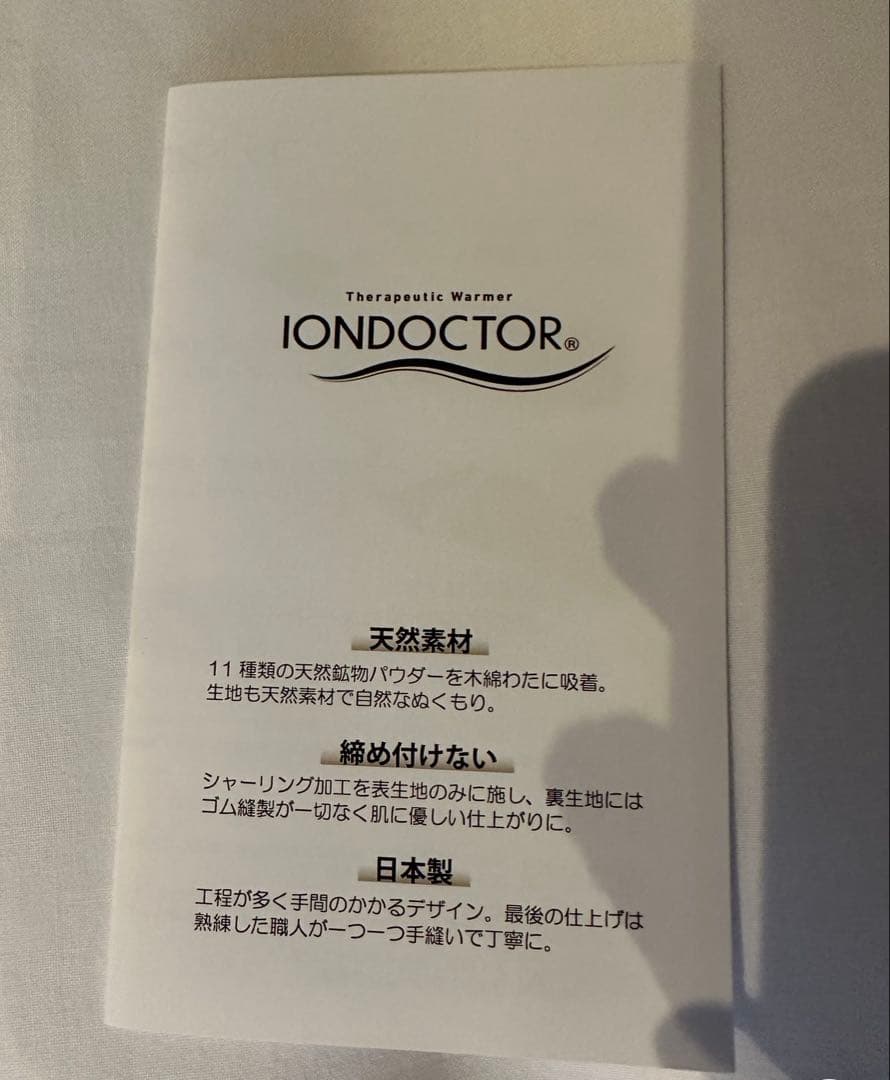 Therapeutic Warmer
IONDOCTOR®
天然素材
11 種類の天然鉱物パウダーを木綿わたに吸着。
生地も天然素材で自然なぬくもり。
締め付けない
シャーリング加工を表生地のみに施し、裏生地には
ゴム縫製が一切なく肌に優しい仕上がりに。
日本製
工程が多く手間のかかるデザイン。最後の仕上げは
熟練した職人が一つ一つ手縫いで丁寧に。